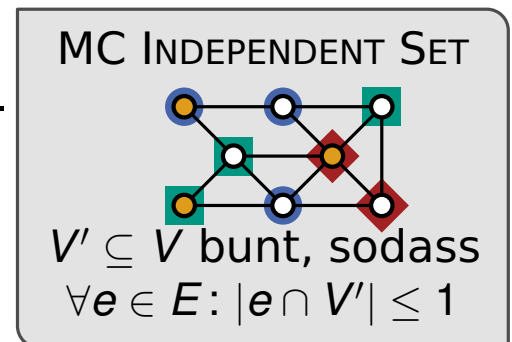 MC INDEPENDENT SET
V′ ⊆ V bunt, sodass
∀e ∈ E : |e ∩ V′| ≤ 1